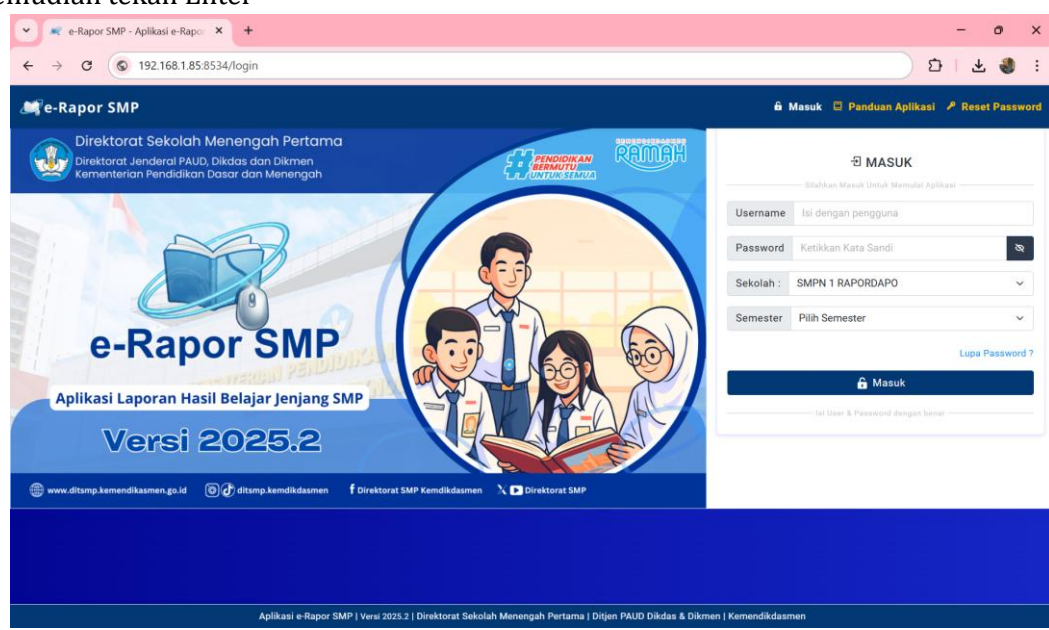 emudian tekan Enter
e-Rapor SMP - Aplikasi e-Rapo
192.168.1.85:8534/login
e-Rapor SMP
Masuk Panduan Aplikasi Reset Password
Direktorat Sekolah Menengah Pertama
Direktorat Jenderal PAUD, Dikdas dan Dikmen
Kementerian Pendidikan Dasar dan Menengah
#PENDIDIKAN
BERMUTU
UNTUK SEMUA
RAMAH
e-Rapor SMP
Aplikasi Laporan Hasil Belajar Jenjang SMP
Versi 2025.2
www.ditsmp.kemendikasmen.go.id ditsmp.kemdikdasmen Direktorat SMP Kemdikdasmen Direktorat SMP
MASUK
Silahkan Masuk Untuk Memulai Aplikasi
Username Isi dengan pengguna
Password Ketikkan Kata Sandi
Sekolah : SMPN 1 RAPORDAPO
Semester Pilih Semester
Lupa Password ?
Masuk
Isi User & Password dengan benar
Aplikasi e-Rapor SMP | Versi 2025.2 | Direktorat Sekolah Menengah Pertama | Ditjen PAUD Dikdas & Dikmen | Kemendikdasmen